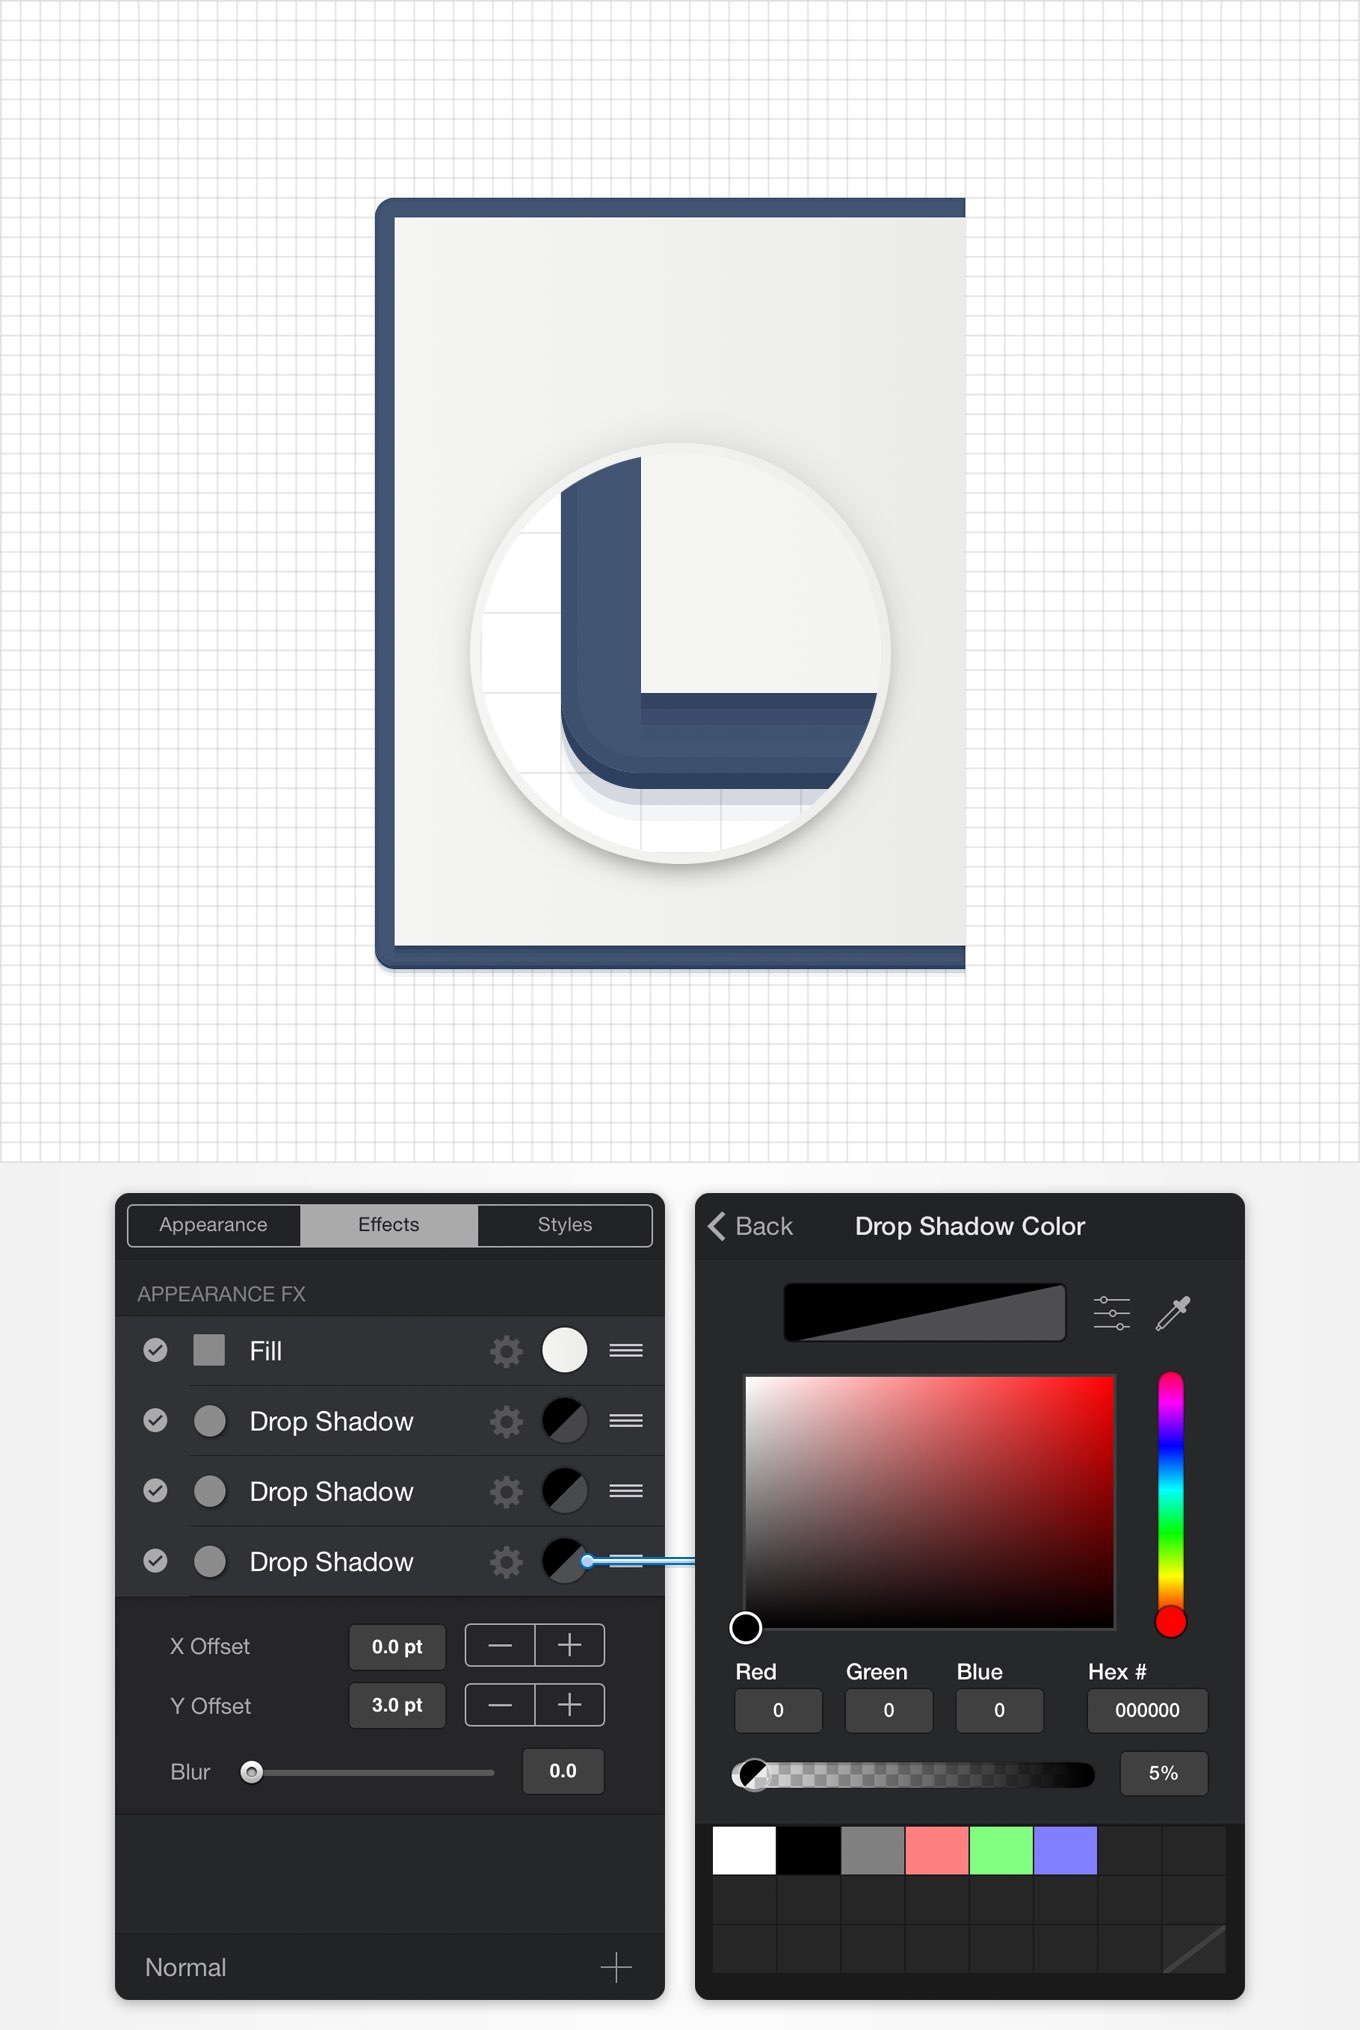 Appearance Effects Styles
APPEARANCE FX
Fill
Drop Shadow
Drop Shadow
Drop Shadow
X Offset 0.0 pt
Y Offset 3.0 pt
Blur 0.0
Normal
Back Drop Shadow Color
Red Green Blue Hex #
0 0 0 000000
5%